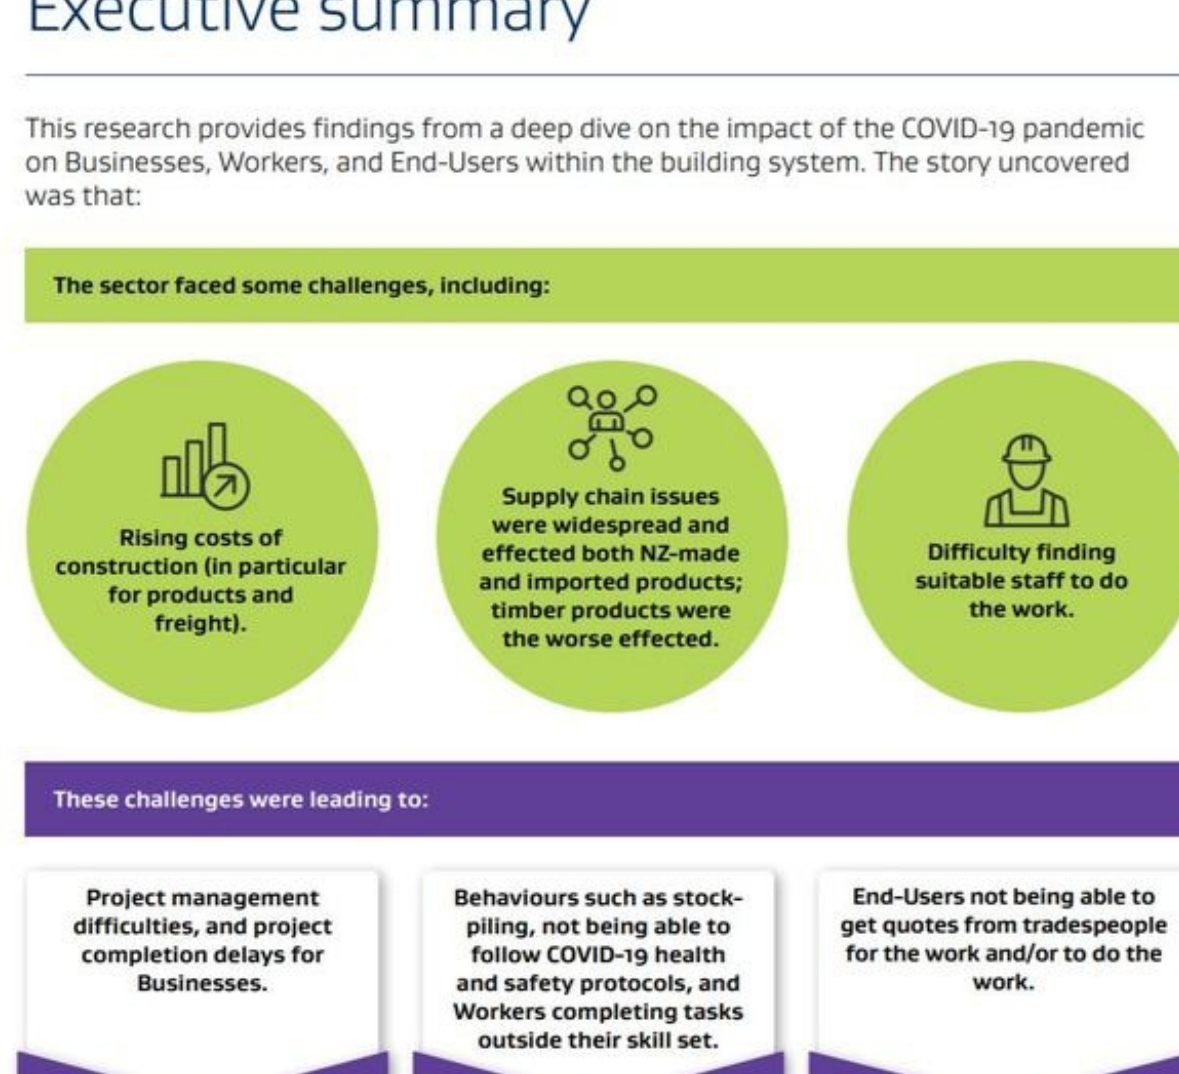 Executive summary
This research provides findings from a deep dive on the impact of the COVID-19 pandemic
on Businesses, Workers, and End-Users within the building system. The story uncovered
was that:
The sector faced some challenges, including:
Rising costs of
construction (in particular
for products and
freight).
Supply chain issues
were widespread and
effected both NZ-made
and imported products;
timber products were
the worse effected.
Difficulty finding
suitable staff to do
the work.
These challenges were leading to:
Project management
difficulties, and project
completion delays for
Businesses.
Behaviours such as stock-
piling, not being able to
follow COVID-19 health
and safety protocols, and
Workers completing tasks
outside their skill set.
End-Users not being able to
get quotes from tradespeople
for the work and/or to do the
work.